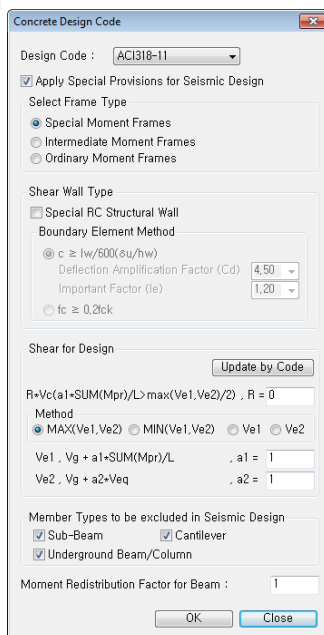 Concrete Design Code
Design Code : ACI318-11
Apply Special Provisions for Seismic Design
Select Frame Type
Special Moment Frames
Intermediate Moment Frames
Ordinary Moment Frames
Shear Wall Type
Special RC Structural Wall
Boundary Element Method
c ≥ lw/600(δu/hw)
Deflection Amplification Factor (Cd) 4.50
Important Factor (Ie) 1.20
fc ≥ 0.2fck
Shear for Design
Update by Code
R*Vc(a1*SUM(Mpr)/L>max(Ve1,Ve2)/2) , R = 0
Method
MAX(Ve1,Ve2) MIN(Ve1,Ve2) Ve1 Ve2
Ve1 , Vg + a1*SUM(Mpr)/L , a1 = 1
Ve2 , Vg + a2*Veq , a2 = 1
Member Types to be excluded in Seismic Design
Sub-Beam Cantilever
Underground Beam/Column
Moment Redistribution Factor for Beam : 1
OK Close